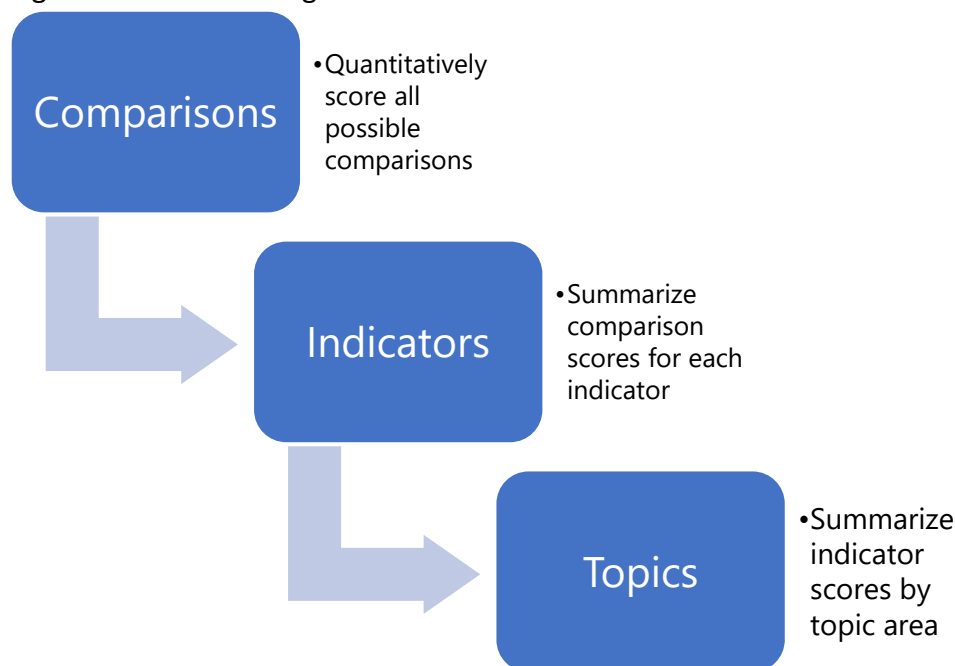 Comparisons
•Quantitatively
score all
possible
comparisons
Indicators
•Summarize
comparison
scores for each
indicator
Topics
•Summarize
indicator
scores by
topic area